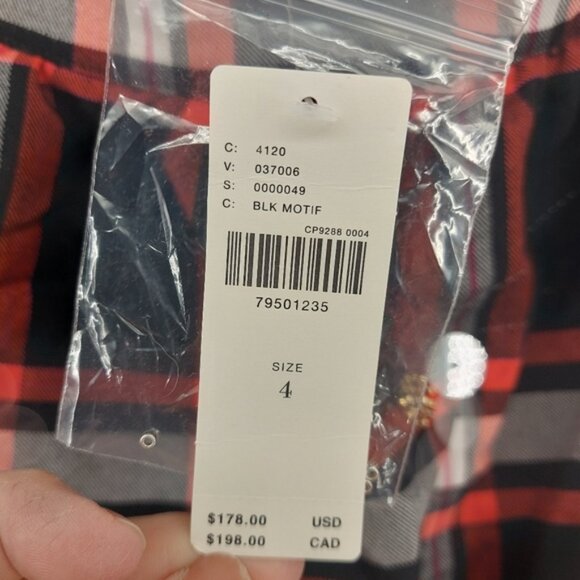 C: 4120
V: 037006
S: 0000049
C: BLK MOTIF
CP9288 0004
79501235
SIZE
4
$178.00 USD
$198.00 CAD